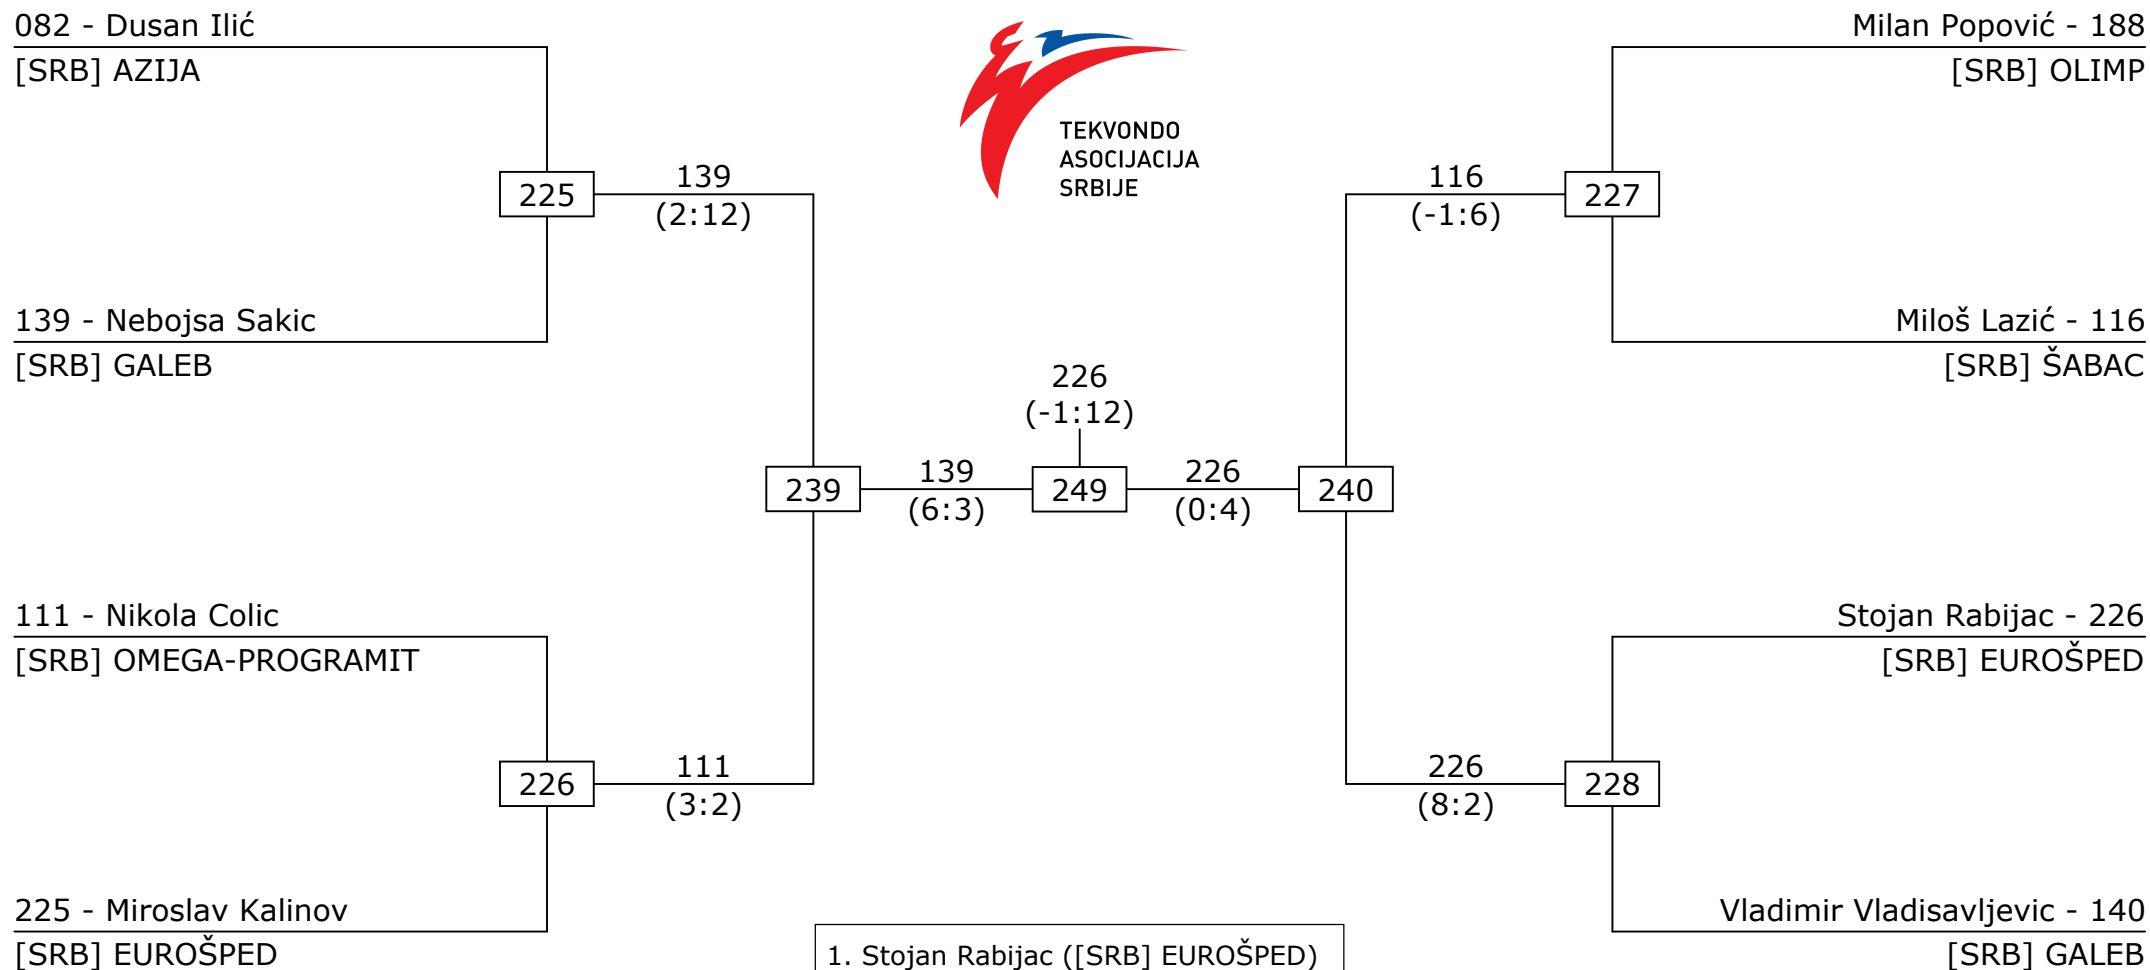 082 - Dusan Ilić
[SRB] AZIJA
139 - Nebojsa Sakic
[SRB] GALEB
111 - Nikola Colic
[SRB] OMEGA-PROGRAMIT
225 - Miroslav Kalinov
[SRB] EUROŠPED
225
139
(2:12)
226
111
(3:2)
239
139
(6:3)
TEKVONDO
ASOCIJACIJA
SRBIJE
226
(-1:12)
249
226
(0:4)
240
116
(-1:6)
227
226
(8:2)
228
Milan Popović - 188
[SRB] OLIMP
Miloš Lazić - 116
[SRB] ŠABAC
Stojan Rabijac - 226
[SRB] EUROŠPED
Vladimir Vladisavljevic - 140
[SRB] GALEB
1. Stojan Rabijac ([SRB] EUROŠPED)